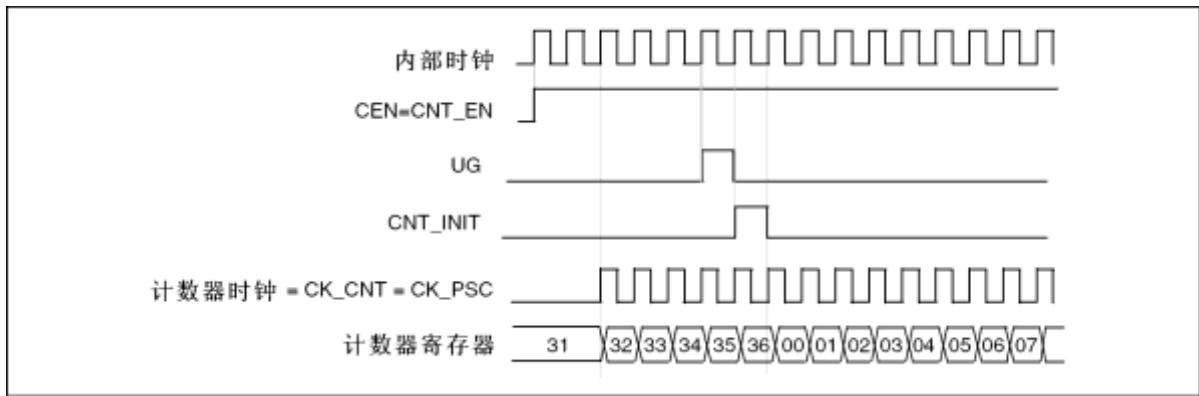 内部时钟
CEN=CNT_EN
UG
CNT_INIT
计数器时钟 = CK_CNT = CK_PSC
计数器寄存器 31 32 33 34 35 36 00 01 02 03 04 05 06 07